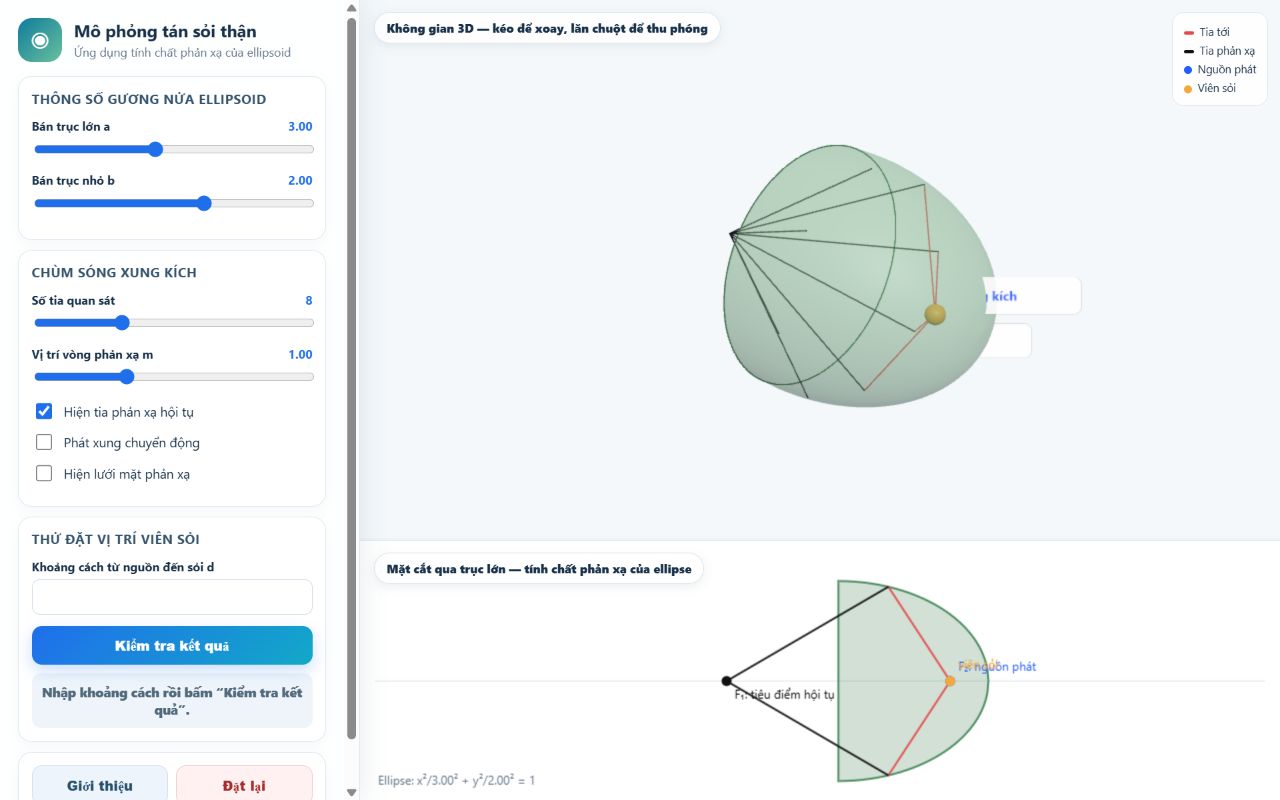 Mô phỏng tán sỏi thận
Ứng dụng tính chất phản xạ của ellipsoid
THÔNG SỐ GƯƠNG NỬA ELLIPSOID
Bán trục lớn a 3.00
Bán trục nhỏ b 2.00
CHÙM SÓNG XUNG KÍCH
Số tia quan sát 8
Vị trí vòng phản xạ m 1.00
Hiện tia phản xạ hội tụ
Phát xung chuyển động
Hiện lưới mặt phản xạ
THỬ ĐẶT VỊ TRÍ VIÊN SỎI
Khoảng cách từ nguồn đến sỏi d
Kiểm tra kết quả
Nhập khoảng cách rồi bấm “Kiểm tra kết
quả”.
Giới thiệu
Đặt lại
Không gian 3D — kéo để xoay, lăn chuột để thu phóng
Tia tới
Tia phản xạ
Nguồn phát
Viên sỏi
kích
Mặt cắt qua trục lớn — tính chất phản xạ của ellipse
nguồn phát
F₁: tiêu điểm hội tụ
Ellipse: x²/3.00² + y²/2.00² = 1